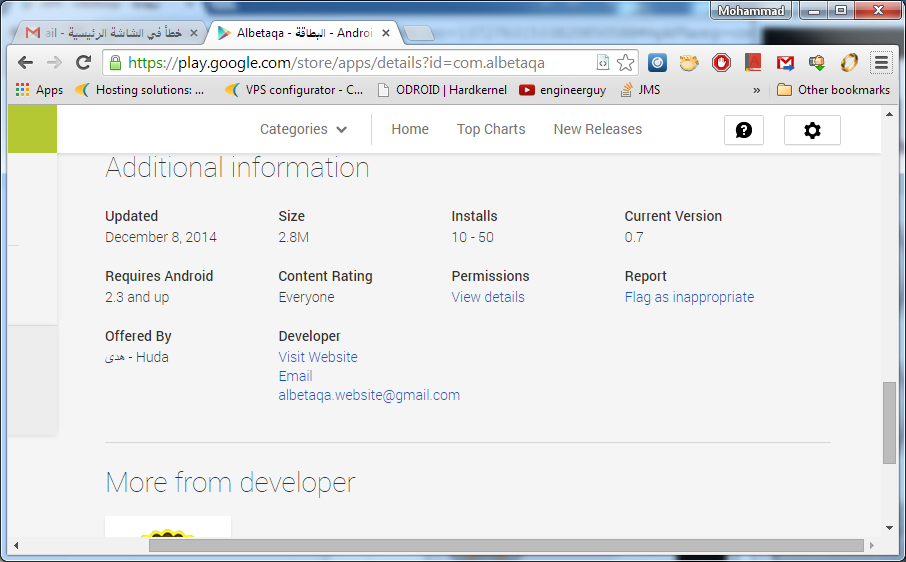 Mohammad
ail - خطأ في الشاشة الرئيسية
Albetaqa - البطاقة - Androi
https://play.google.com/store/apps/details?id=com.albetaqa
Apps
Hosting solutions: ...
VPS configurator - C...
ODROID | Hardkernel
engineerguy
JMS
»
Other bookmarks
Categories
Home
Top Charts
New Releases
Additional information
Updated
Size
Installs
Current Version
December 8, 2014
2.8M
10 - 50
0.7
Requires Android
Content Rating
Permissions
Report
2.3 and up
Everyone
View details
Flag as inappropriate
Offered By
Developer
هدى - Huda
Visit Website
Email
albetaqa.website@gmail.com
More from developer